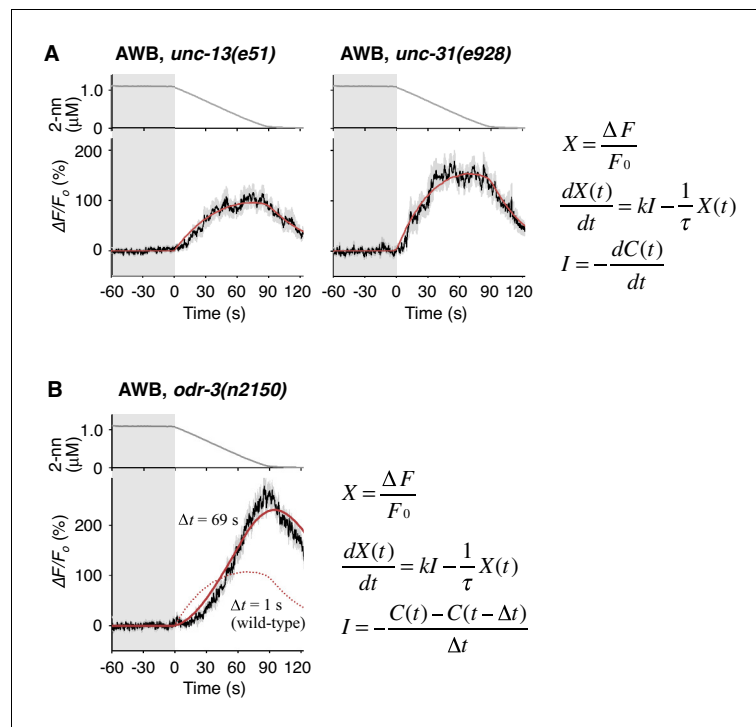 A
AWB, unc-13(e51)
AWB, unc-31(e928)
2-nn (μM)
1.0
0
ΔF/Fo (%)
200
100
0
-60 -30 0 30 60 90 120
Time (s)
-60 -30 0 30 60 90 120
Time (s)
X = ΔF/F0
dX(t)/dt = kI − 1/τ X(t)
I = − dC(t)/dt
B
AWB, odr-3(n2150)
2-nn (μM)
1.0
0
ΔF/Fo (%)
200
100
0
Δt = 69 s
Δt = 1 s
(wild-type)
-60 -30 0 30 60 90 120
Time (s)
X = ΔF/F0
dX(t)/dt = kI − 1/τ X(t)
I = − C(t) − C(t − Δt)/Δt